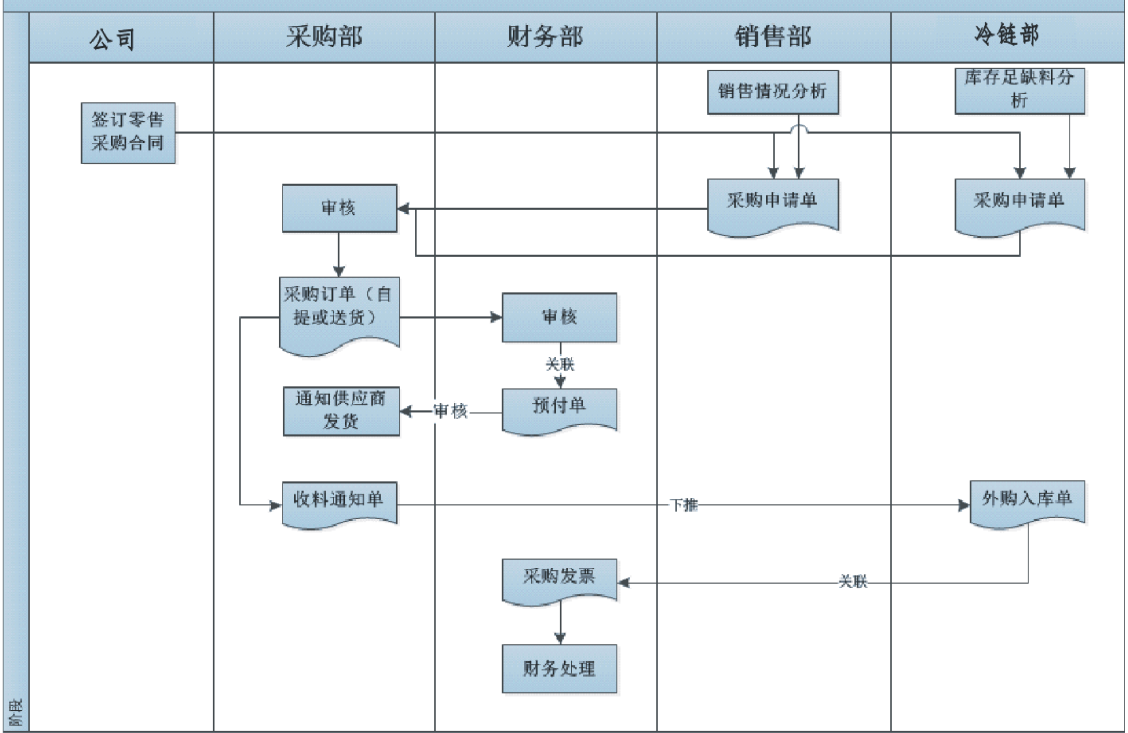 公司
采购部
财务部
销售部
冷链部
销售情况分析
库存足缺料分
析
签订零售
采购合同
采购申请单
采购申请单
审核
采购订单（自
提或送货）
审核
关联
通知供应商
发货
审核
预付单
收料通知单
下推
外购入库单
采购发票
关联
财务处理
阶段